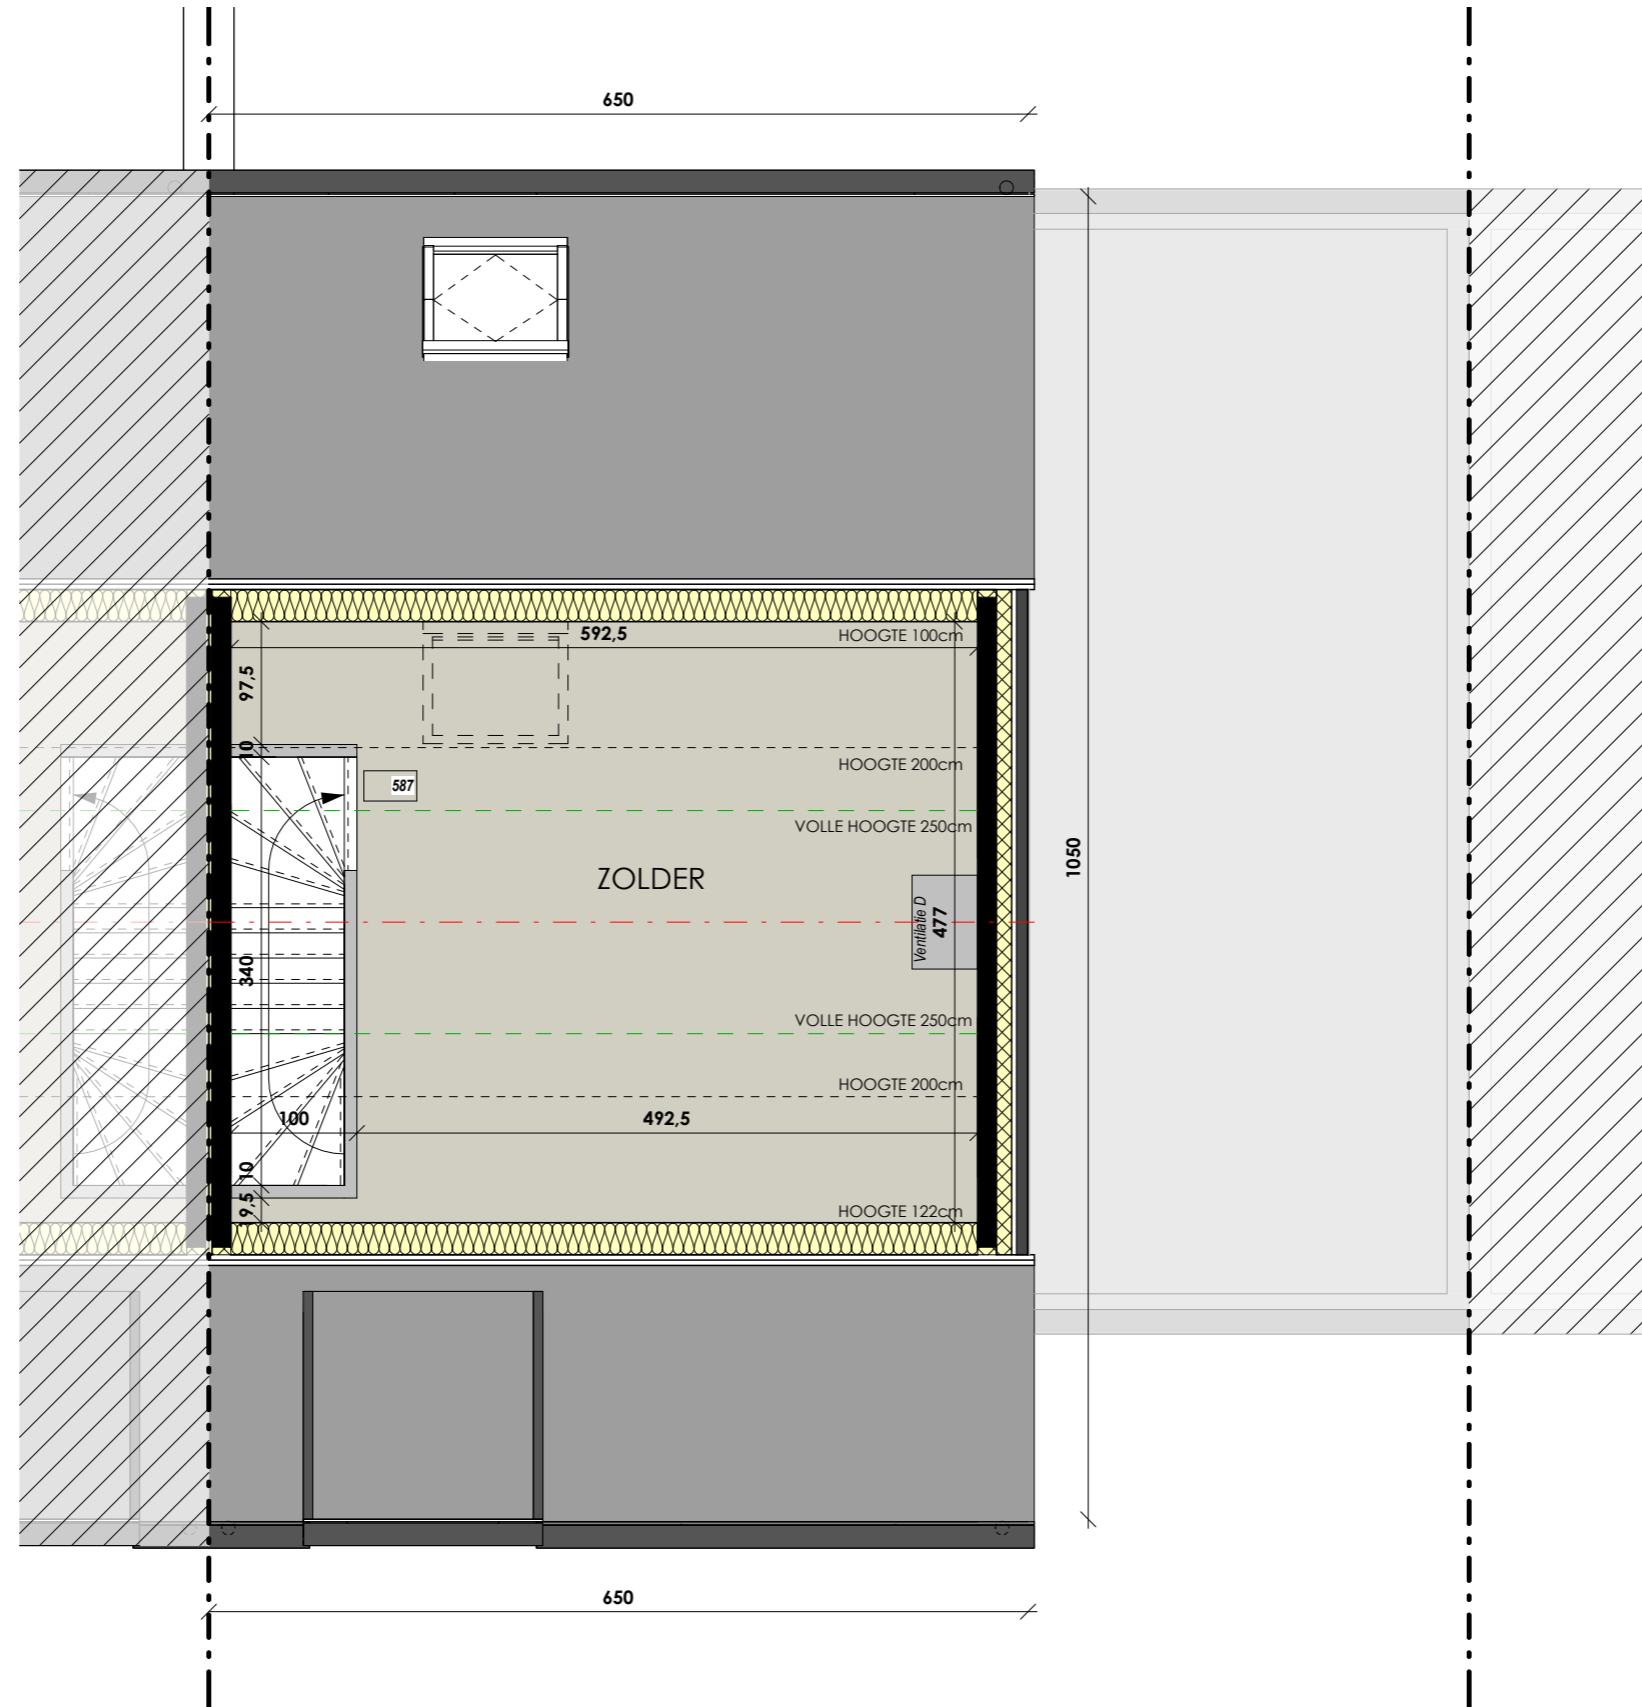 650
592,5
HOOGTE 100cm
97,5
10
HOOGTE 200cm
587
VOLLE HOOGTE 250cm
1050
ZOLDER
Ventilatie D
477
340
VOLLE HOOGTE 250cm
HOOGTE 200cm
100
492,5
10
19,5
HOOGTE 122cm
650